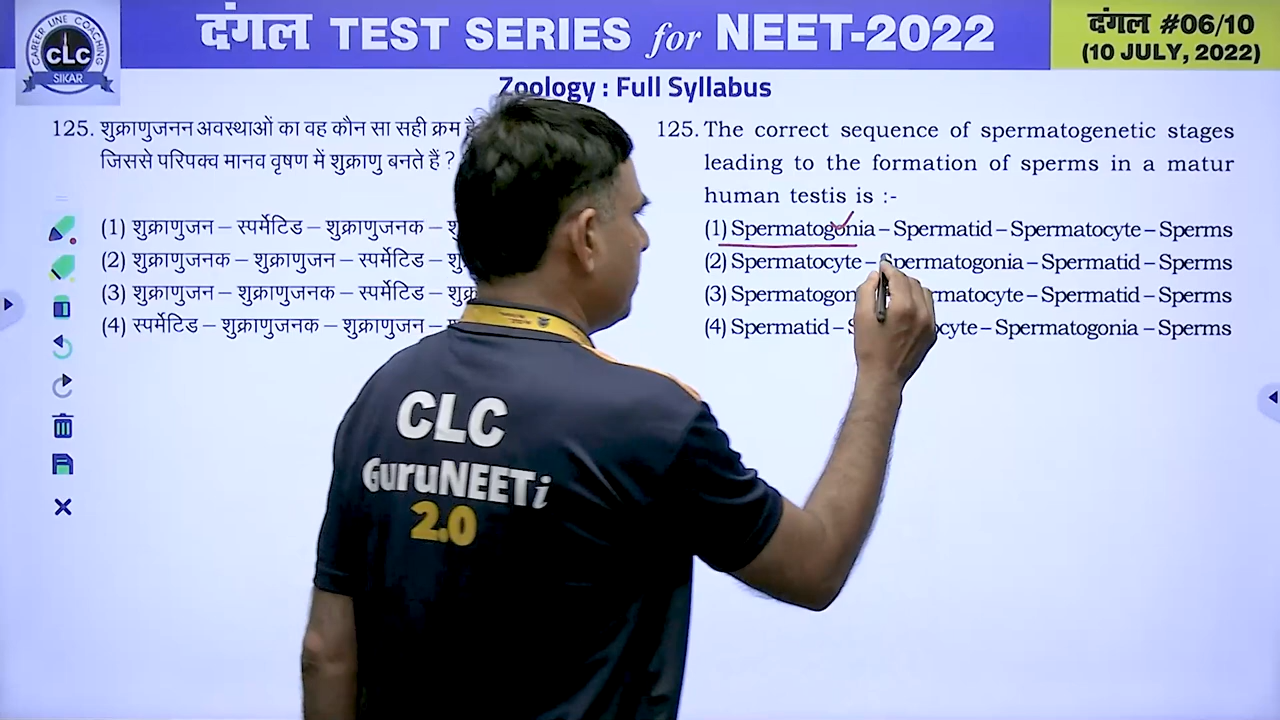 CAREER LINE COACHING
CLC
SIKAR
दंगल TEST SERIES for NEET-2022
दंगल #06/10
(10 JULY, 2022)
Zoology : Full Syllabus
125. शुक्राणुजनन अवस्थाओं का वह कौन सा सही क्रम
जिससे परिपक्व मानव वृषण में शुक्राणु बनते हैं ?
(1) शुक्राणुजन – स्पर्मेटिड – शुक्राणुजनक –
(2) शुक्राणुजनक – शुक्राणुजन – स्पर्मेटिड –
(3) शुक्राणुजन – शुक्राणुजनक – स्पर्मेटिड –
(4) स्पर्मेटिड – शुक्राणुजनक – शुक्राणुजन –
125. The correct sequence of spermatogenetic stages
leading to the formation of sperms in a matur
human testis is :-
(1) Spermatogonia – Spermatid – Spermatocyte – Sperms
(2) Spermatocyte – Spermatogonia – Spermatid – Sperms
(3) Spermatogon rmatocyte – Spermatid – Sperms
(4) Spermatid – S ocyte – Spermatogonia – Sperms
CLC
GuruNEETi
2.0